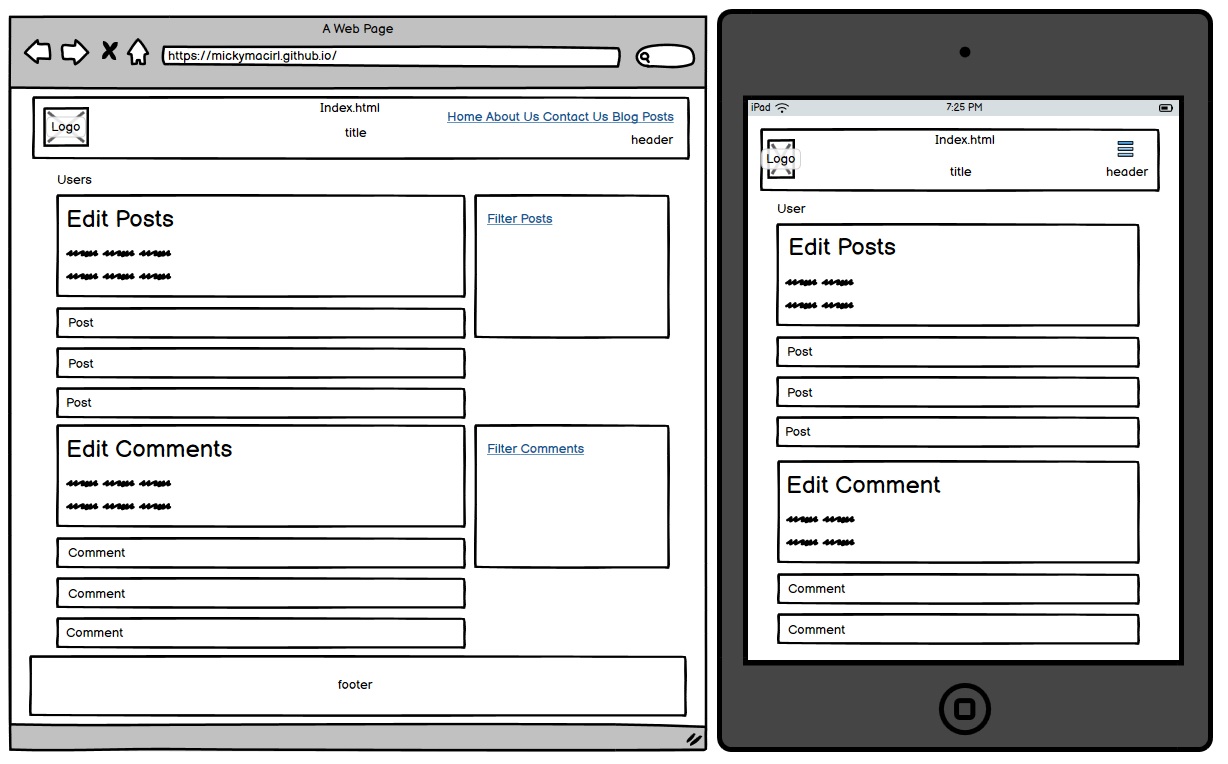 A Web Page
https://mickymacirl.github.io/
Logo
Index.html
title
Home About Us Contact Us Blog Posts
header
Users
Edit Posts
Filter Posts
Post
Post
Post
Edit Comments
Filter Comments
Comment
Comment
Comment
footer
iPad
7:25 PM
Logo
Index.html
title
header
User
Edit Posts
Post
Post
Post
Edit Comment
Comment
Comment